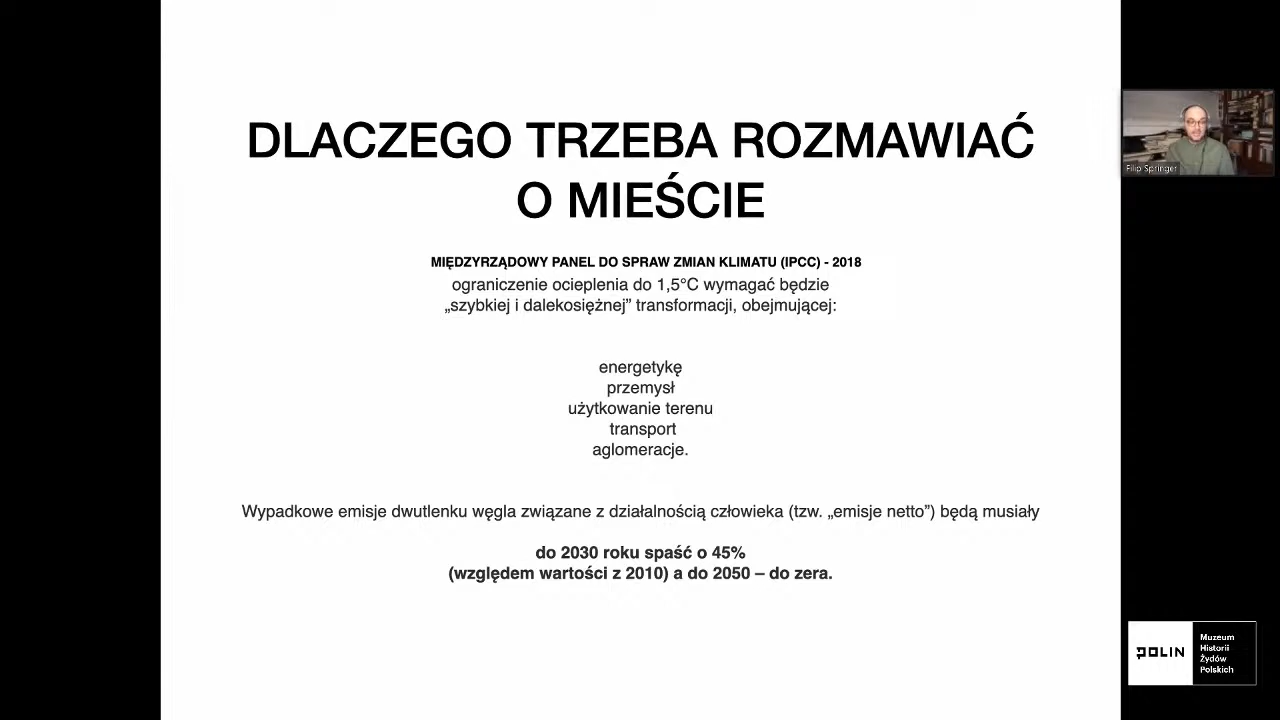 DLACZEGO TRZEBA ROZMAWIAĆ
O MIEŚCIE
MIĘDZYRZĄDOWY PANEL DO SPRAW ZMIAN KLIMATU (IPCC) - 2018
ograniczenie ocieplenia do 1,5°C wymagać będzie
„szybkiej i dalekosiężnej” transformacji, obejmującej:
energetykę
przemysł
użytkowanie terenu
transport
aglomeracje.
Wypadkowe emisje dwutlenku węgla związane z działalnością człowieka (tzw. „emisje netto”) będą musiały
do 2030 roku spaść o 45%
(względem wartości z 2010) a do 2050 – do zera.
Filip Springer
POLIN
Muzeum
Historii
Żydów
Polskich